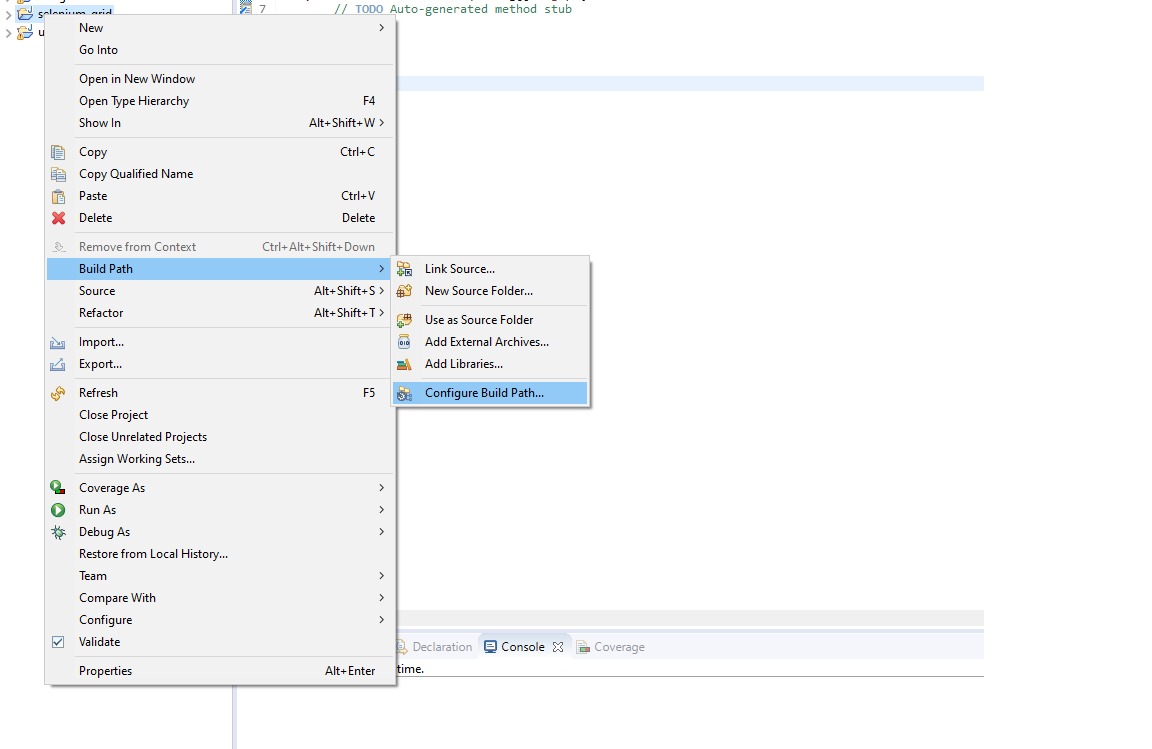 selenium-grid
7 // TODO Auto-generated method stub
u
New
Go Into
Open in New Window
Open Type Hierarchy F4
Show In Alt+Shift+W
Copy Ctrl+C
Copy Qualified Name
Paste Ctrl+V
Delete Delete
Remove from Context Ctrl+Alt+Shift+Down
Build Path
Source Alt+Shift+S
Refactor Alt+Shift+T
Import...
Export...
Refresh F5
Close Project
Close Unrelated Projects
Assign Working Sets...
Coverage As
Run As
Debug As
Restore from Local History...
Team
Compare With
Configure
Validate
Properties Alt+Enter
Link Source...
New Source Folder...
Use as Source Folder
Add External Archives...
Add Libraries...
Configure Build Path...
Declaration Console Coverage
time.